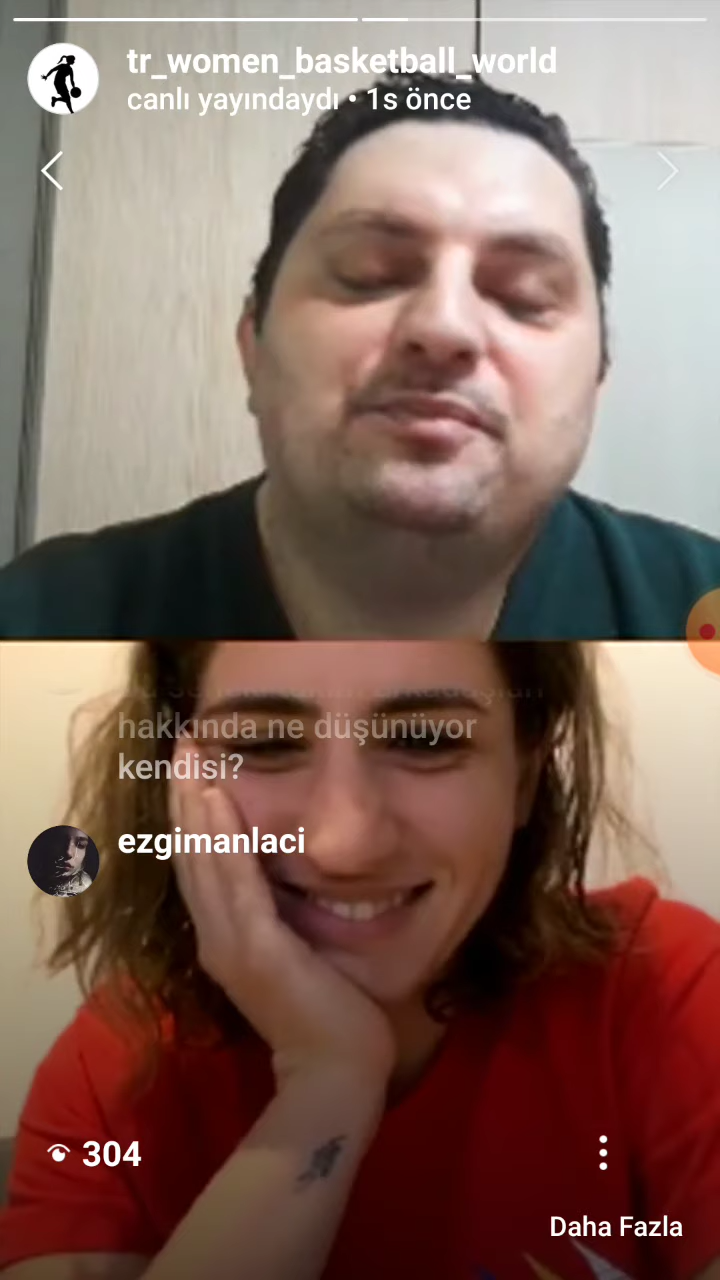 tr_women_basketball_world
canlı yayındaydı • 1s önce
hakkında ne düşünüyor
kendisi?
ezgimanlaci
304
Daha Fazla